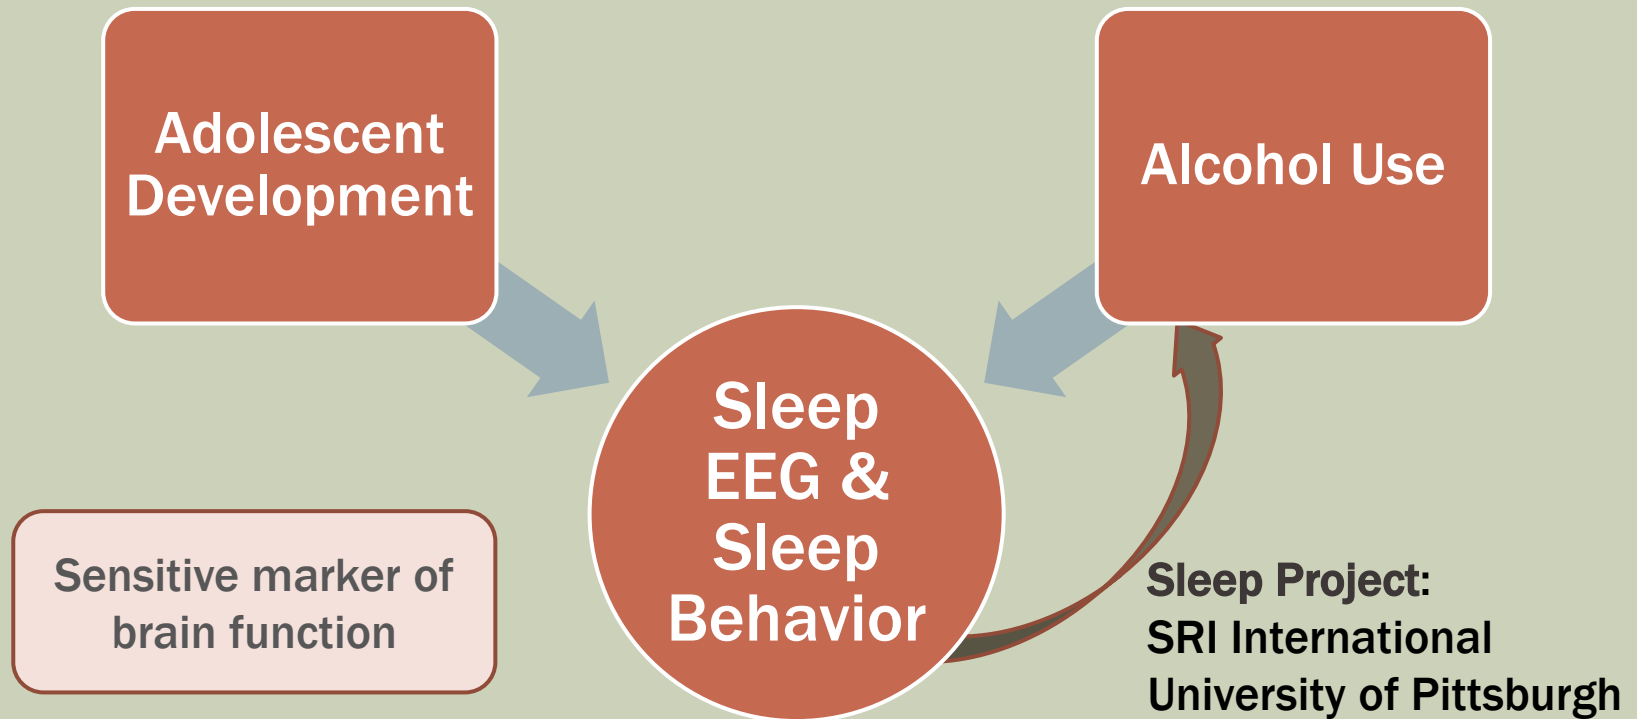 Adolescent
Development
Alcohol Use
Sleep
EEG &
Sleep
Behavior
Sensitive marker of
brain function
Sleep Project:
SRI International
University of Pittsburgh